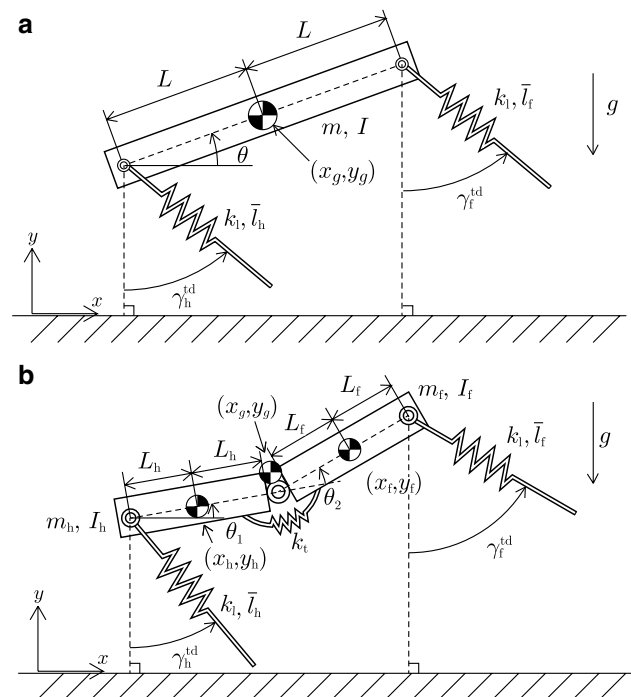 a
L
L
k_l, l̄_f
g
m, I
θ
(x_g, y_g)
γ_f^td
k_l, l̄_h
y
γ_h^td
x
b
L_f
m_f, I_f
(x_g, y_g)
L_f
L_h
L_h
k_l, l̄_f
g
θ_2
(x_f, y_f)
m_h, I_h
θ_1
k_t
(x_h, y_h)
γ_f^td
y
k_l, l̄_h
γ_h^td
x